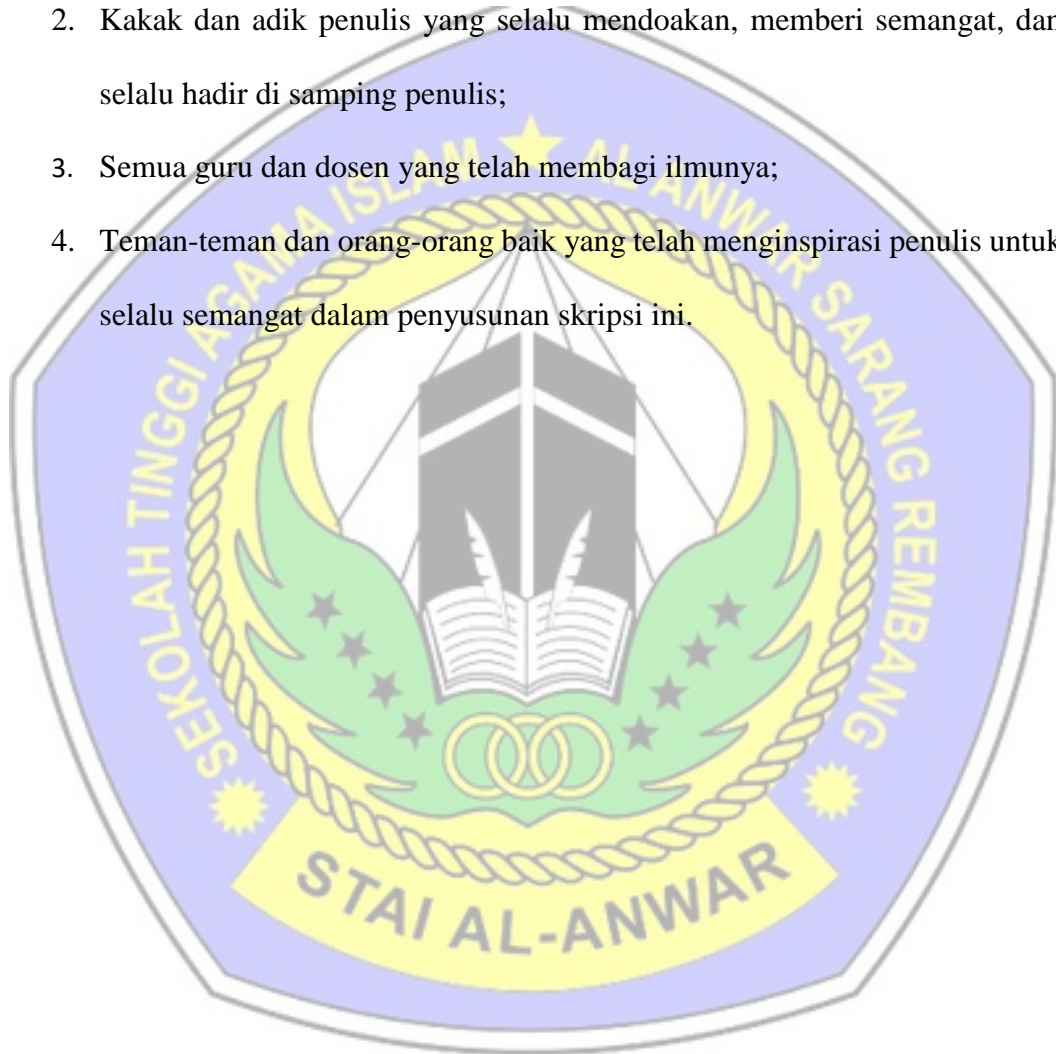 2. Kakak dan adik penulis yang selalu mendoakan, memberi semangat, dan
selalu hadir di samping penulis;
3. Semua guru dan dosen yang telah membagi ilmunya;
4. Teman-teman dan orang-orang baik yang telah menginspirasi penulis untuk
selalu semangat dalam penyusunan skripsi ini.
SEKOLAH TINGGI AGAMA ISLAM ★ AL ANWAR SARANG REMBANG
STAI AL-ANWAR